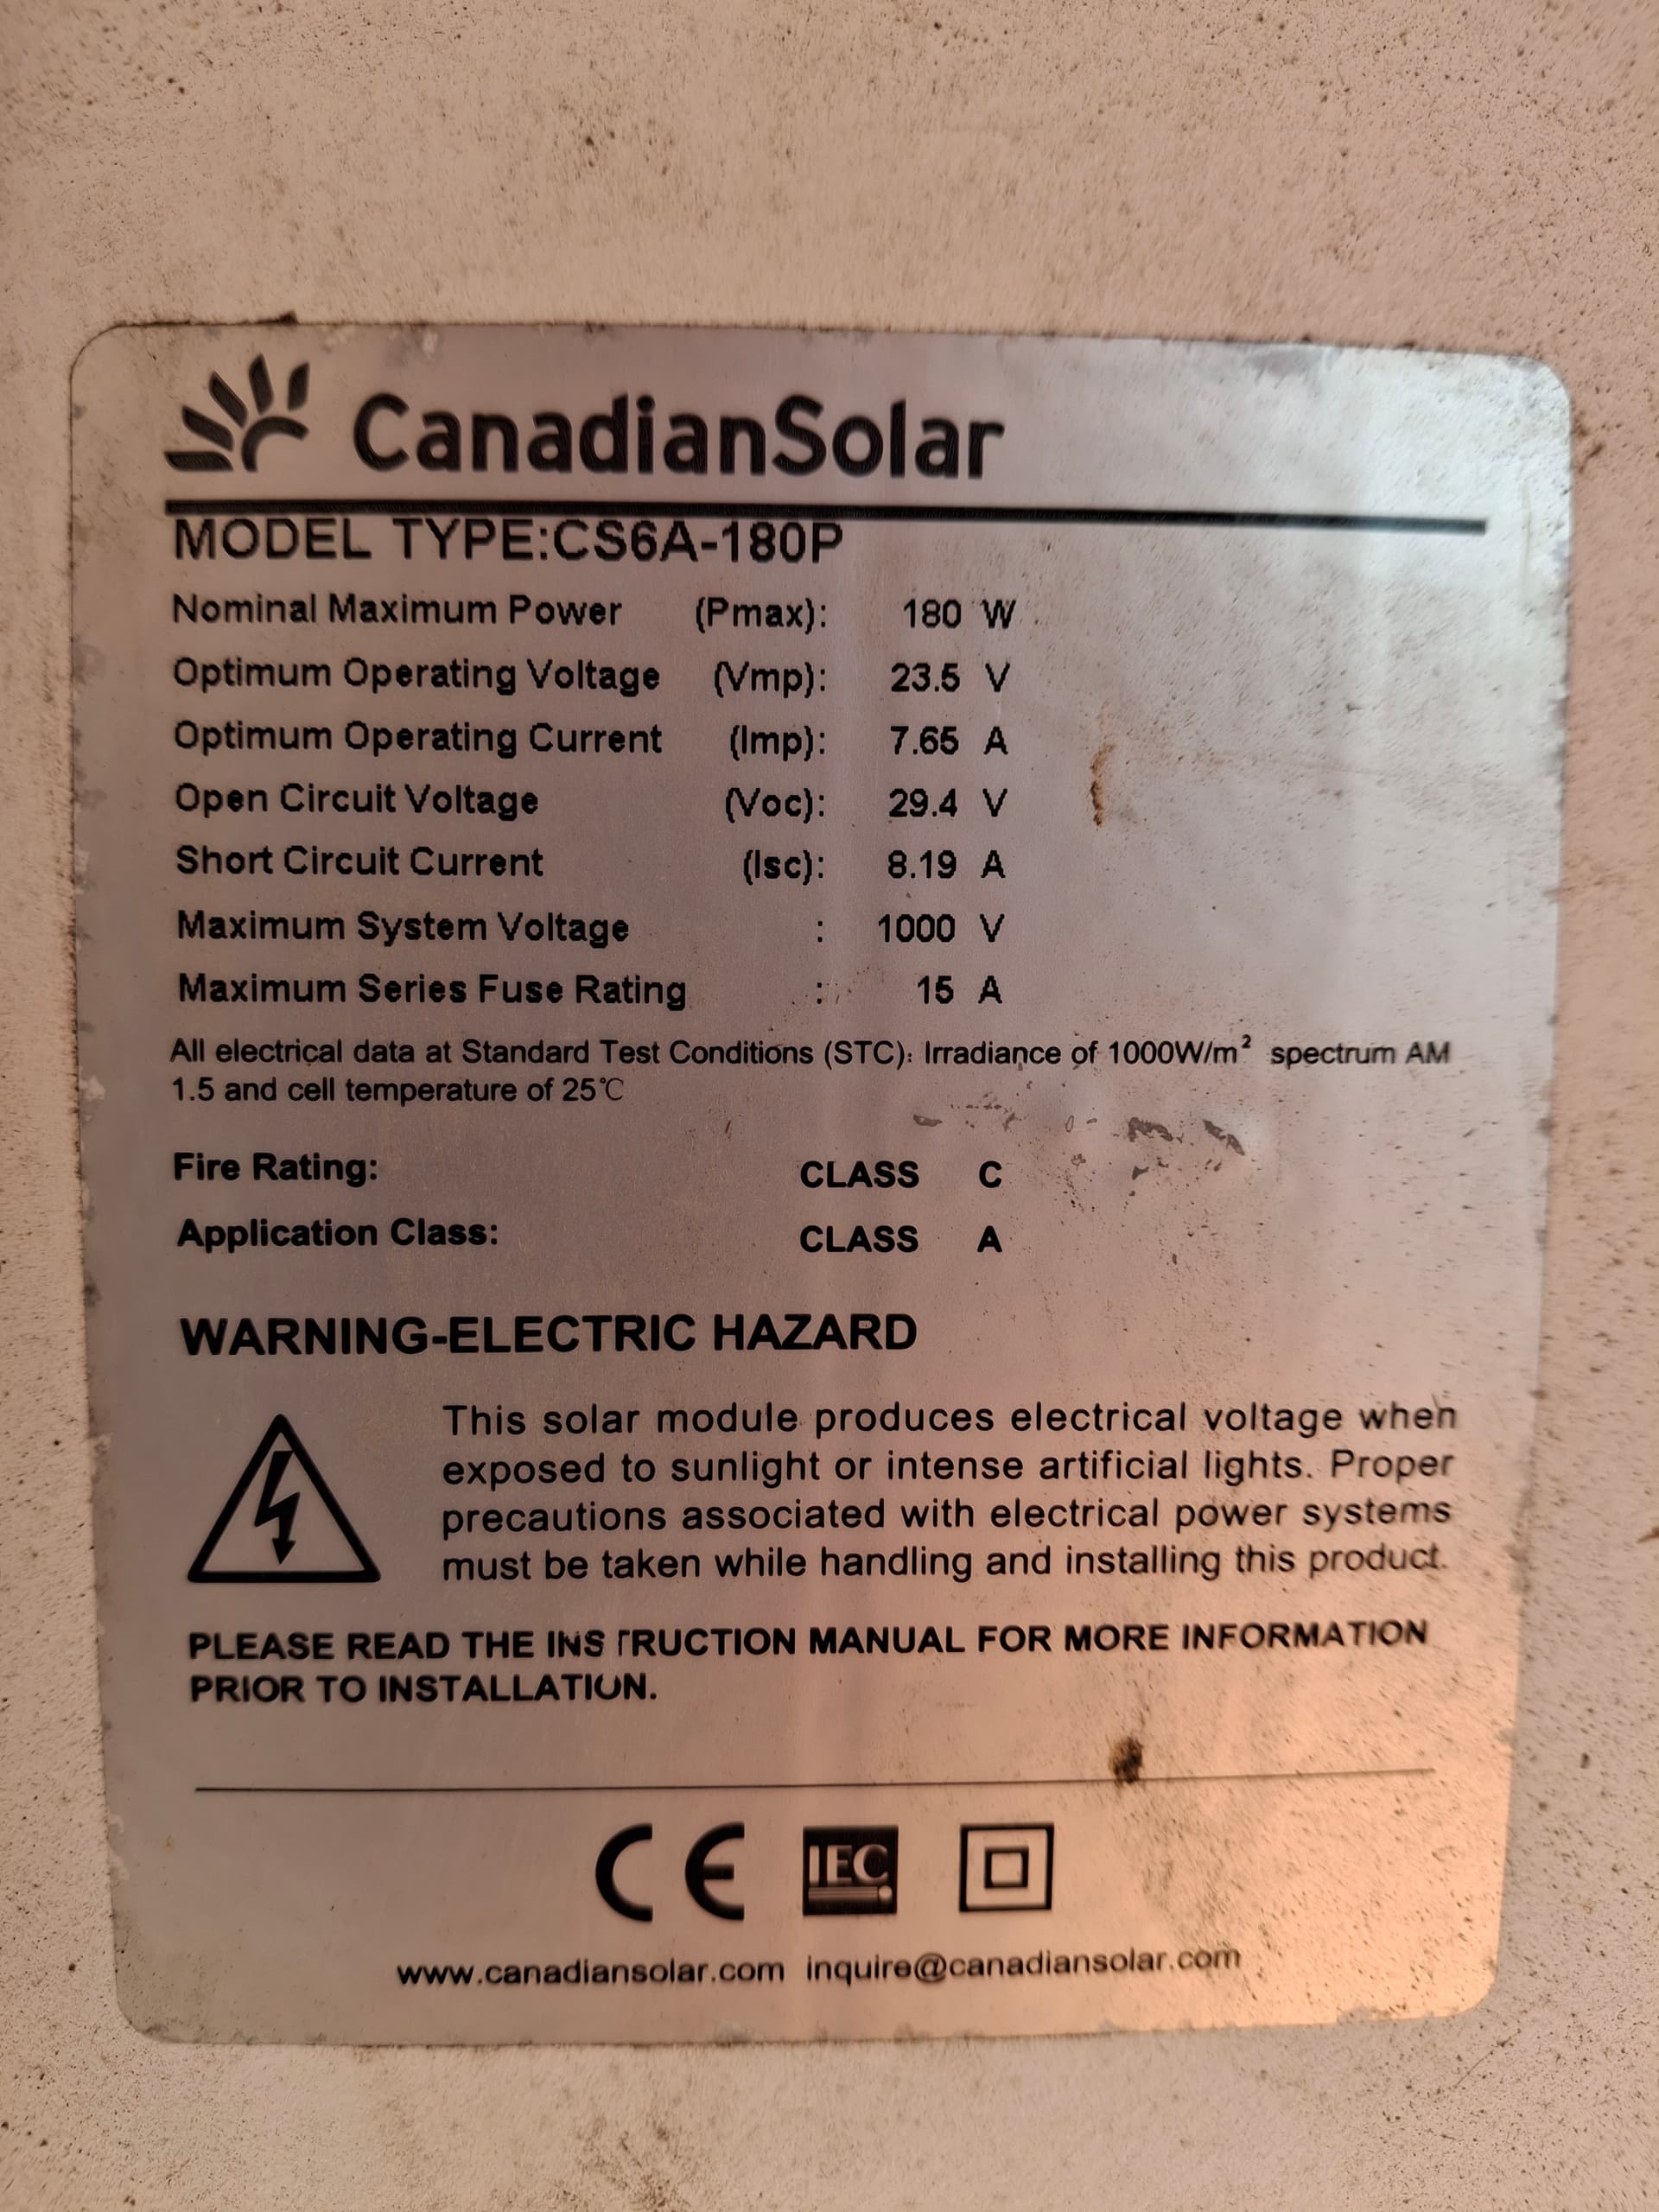 CanadianSolar
MODEL TYPE:CS6A-180P
Nominal Maximum Power (Pmax): 180 W
Optimum Operating Voltage (Vmp): 23.5 V
Optimum Operating Current (Imp): 7.65 A
Open Circuit Voltage (Voc): 29.4 V
Short Circuit Current (Isc): 8.19 A
Maximum System Voltage : 1000 V
Maximum Series Fuse Rating : 15 A
All electrical data at Standard Test Conditions (STC): Irradiance of 1000W/m² spectrum AM
1.5 and cell temperature of 25℃
Fire Rating: CLASS C
Application Class: CLASS A
WARNING-ELECTRIC HAZARD
This solar module produces electrical voltage when
exposed to sunlight or intense artificial lights. Proper
precautions associated with electrical power systems
must be taken while handling and installing this product.
PLEASE READ THE INSTRUCTION MANUAL FOR MORE INFORMATION
PRIOR TO INSTALLATION.
CE IEC
www.canadiansolar.com inquire@canadiansolar.com